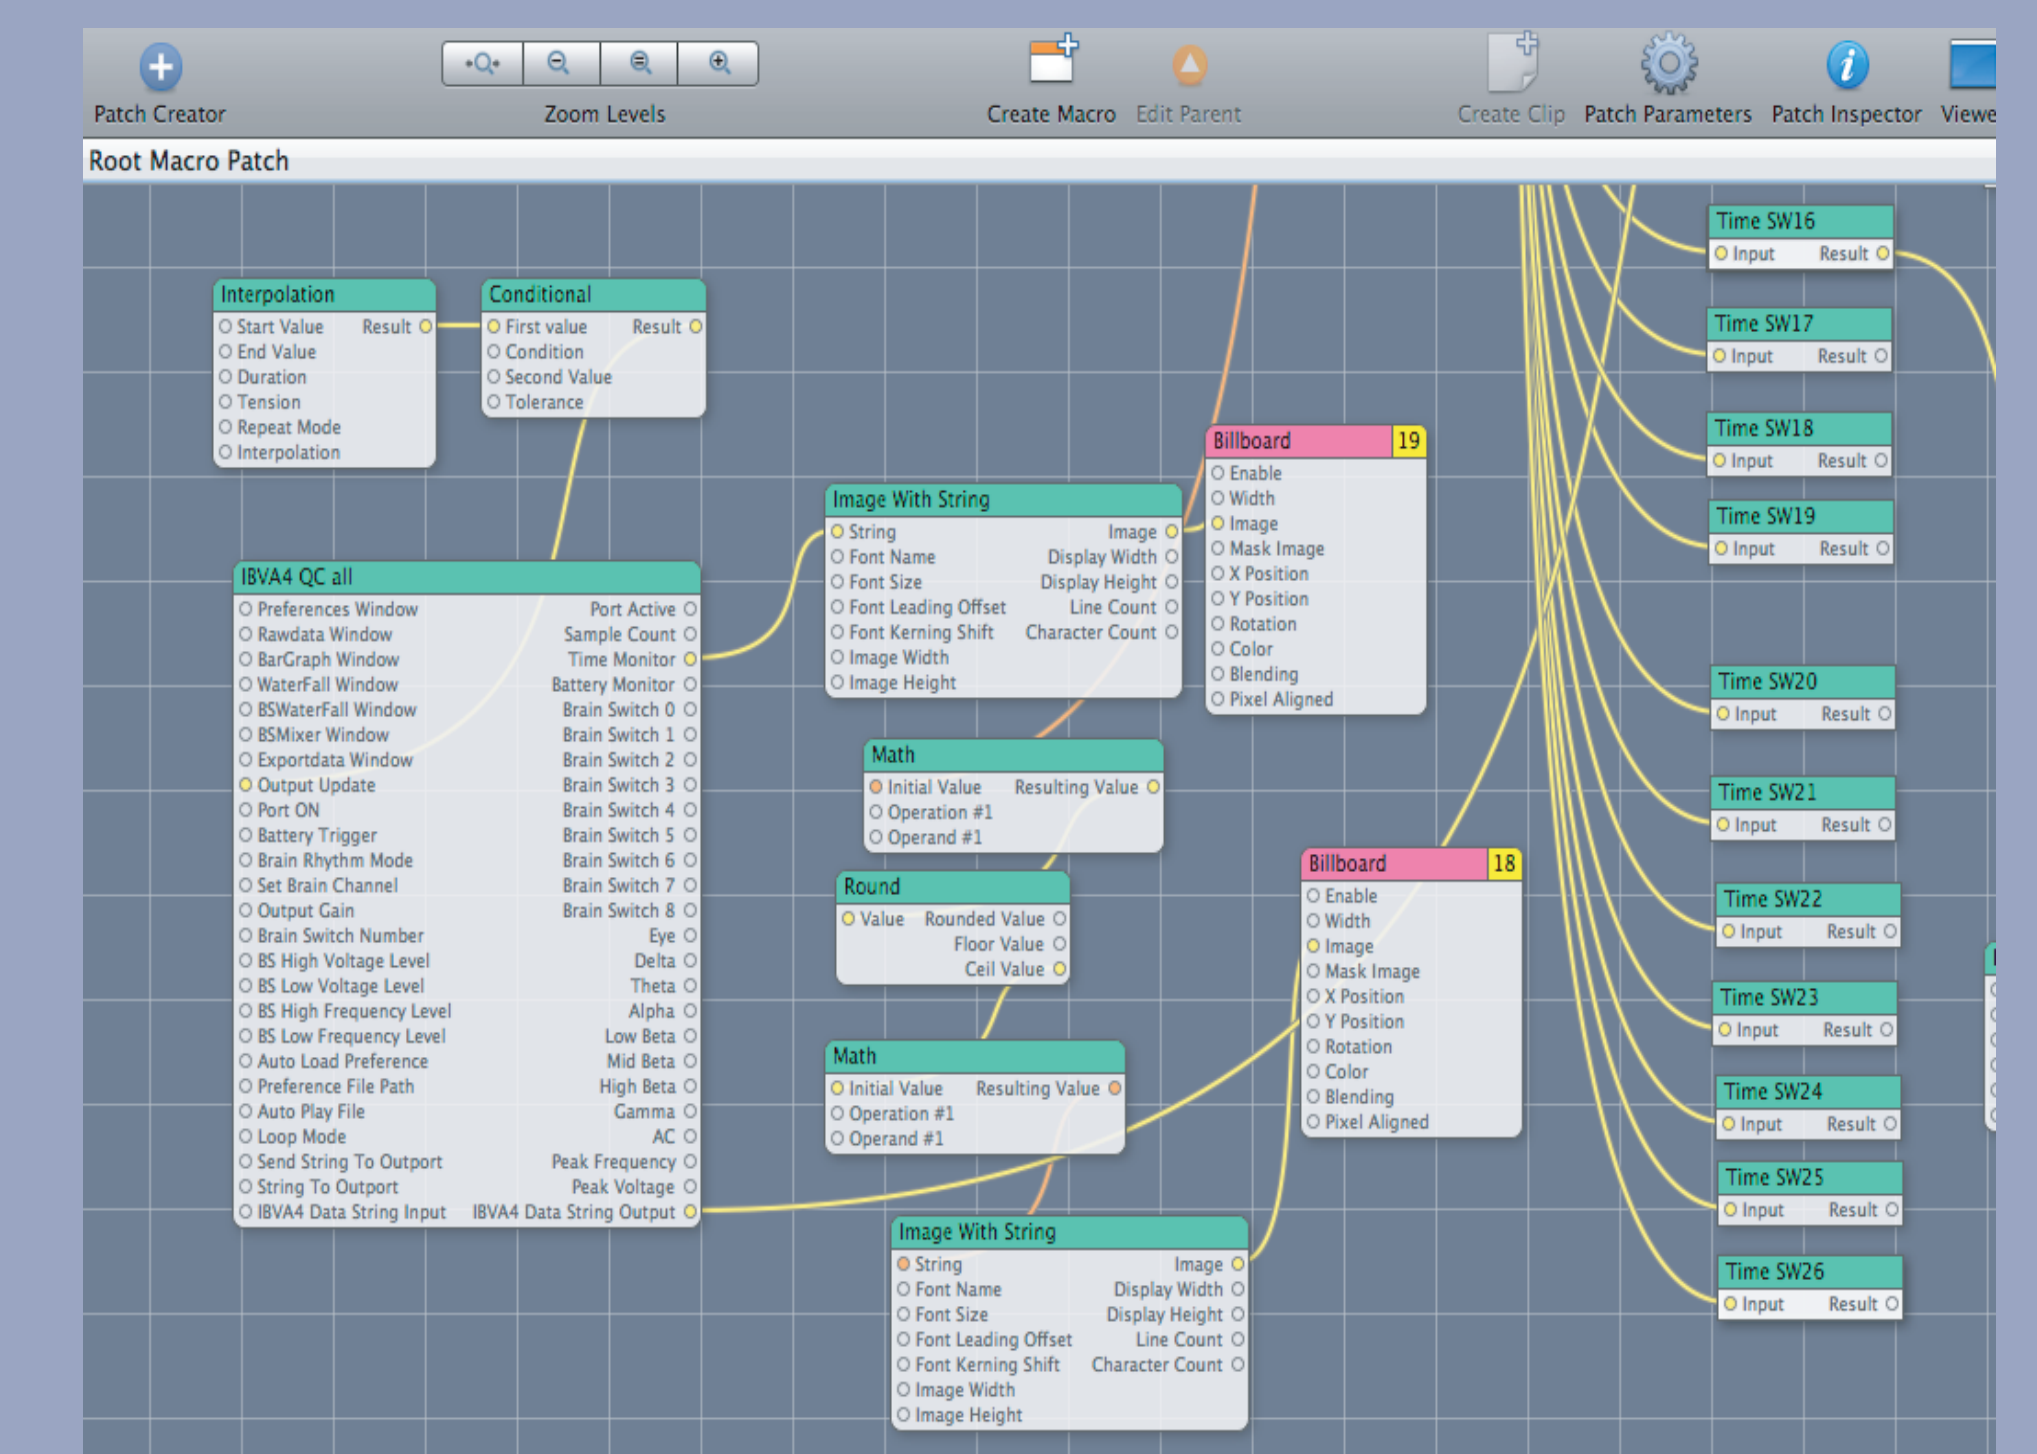 Patch Creator
Zoom Levels
Create Macro
Edit Parent
Create Clip
Patch Parameters
Patch Inspector
Viewe
Root Macro Patch
Interpolation
Start Value Result
End Value
Duration
Tension
Repeat Mode
Interpolation
Conditional
First value Result
Condition
Second Value
Tolerance
IBVA4 QC all
Preferences Window Port Active
Rawdata Window Sample Count
BarGraph Window Time Monitor
WaterFall Window Battery Monitor
BSWaterFall Window Brain Switch 0
BSMixer Window Brain Switch 1
Exportdata Window Brain Switch 2
Output Update Brain Switch 3
Port ON Brain Switch 4
Battery Trigger Brain Switch 5
Brain Rhythm Mode Brain Switch 6
Set Brain Channel Brain Switch 7
Output Gain Brain Switch 8
Brain Switch Number Eye
BS High Voltage Level Delta
BS Low Voltage Level Theta
BS High Frequency Level Alpha
BS Low Frequency Level Low Beta
Auto Load Preference Mid Beta
Preference File Path High Beta
Auto Play File Gamma
Loop Mode AC
Send String To Outport Peak Frequency
String To Outport Peak Voltage
IBVA4 Data String Input IBVA4 Data String Output
Image With String
String Image
Font Name Display Width
Font Size Display Height
Font Leading Offset Line Count
Font Kerning Shift Character Count
Image Width
Image Height
Billboard 19
Enable
Width
Image
Mask Image
X Position
Y Position
Rotation
Color
Blending
Pixel Aligned
Math
Initial Value Resulting Value
Operation #1
Operand #1
Round
Value Rounded Value
Floor Value
Ceil Value
Math
Initial Value Resulting Value
Operation #1
Operand #1
Billboard 18
Enable
Width
Image
Mask Image
X Position
Y Position
Rotation
Color
Blending
Pixel Aligned
Image With String
String Image
Font Name Display Width
Font Size Display Height
Font Leading Offset Line Count
Font Kerning Shift Character Count
Image Width
Image Height
Time SW16
Input Result
Time SW17
Input Result
Time SW18
Input Result
Time SW19
Input Result
Time SW20
Input Result
Time SW21
Input Result
Time SW22
Input Result
Time SW23
Input Result
Time SW24
Input Result
Time SW25
Input Result
Time SW26
Input Result